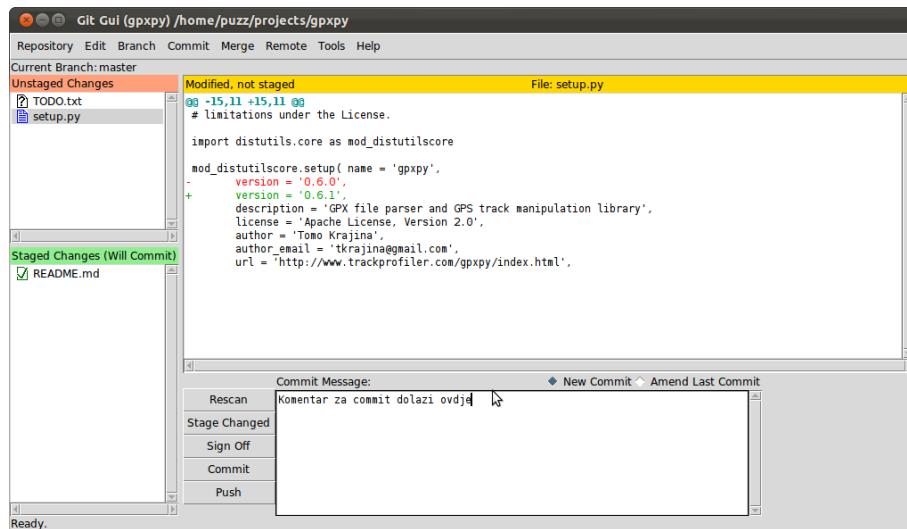 Git Gui (gpxpy) /home/puzz/projects/gpxpy
Repository Edit Branch Commit Merge Remote Tools Help
Current Branch: master
Unstaged Changes
TODO.txt
setup.py
Staged Changes (Will Commit)
README.md
Modified, not staged File: setup.py
@@ -15,11 +15,11 @@
# limitations under the License.
import distutils.core as mod_distutilscore
mod_distutilscore.setup( name = 'gpxpy',
- version = '0.6.0',
+ version = '0.6.1',
description = 'GPX file parser and GPS track manipulation library',
license = 'Apache License, Version 2.0',
author = 'Tomo Krajina',
author_email = 'tkrajina@gmail.com',
url = 'http://www.trackprofiler.com/gpxpy/index.html',
Commit Message: New Commit Amend Last Commit
Rescan
Stage Changed
Sign Off
Commit
Push
Komentar za commit dolazi ovdje
Ready.